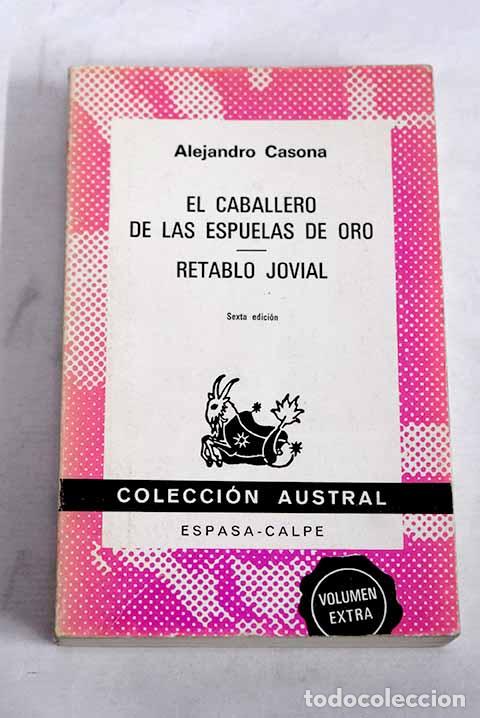 Alejandro Casona
EL CABALLERO
DE LAS ESPUELAS DE ORO
RETABLO JOVIAL
Sexta edición
COLECCIÓN AUSTRAL
ESPASA-CALPE
VOLUMEN
EXTRA
todocoleccion